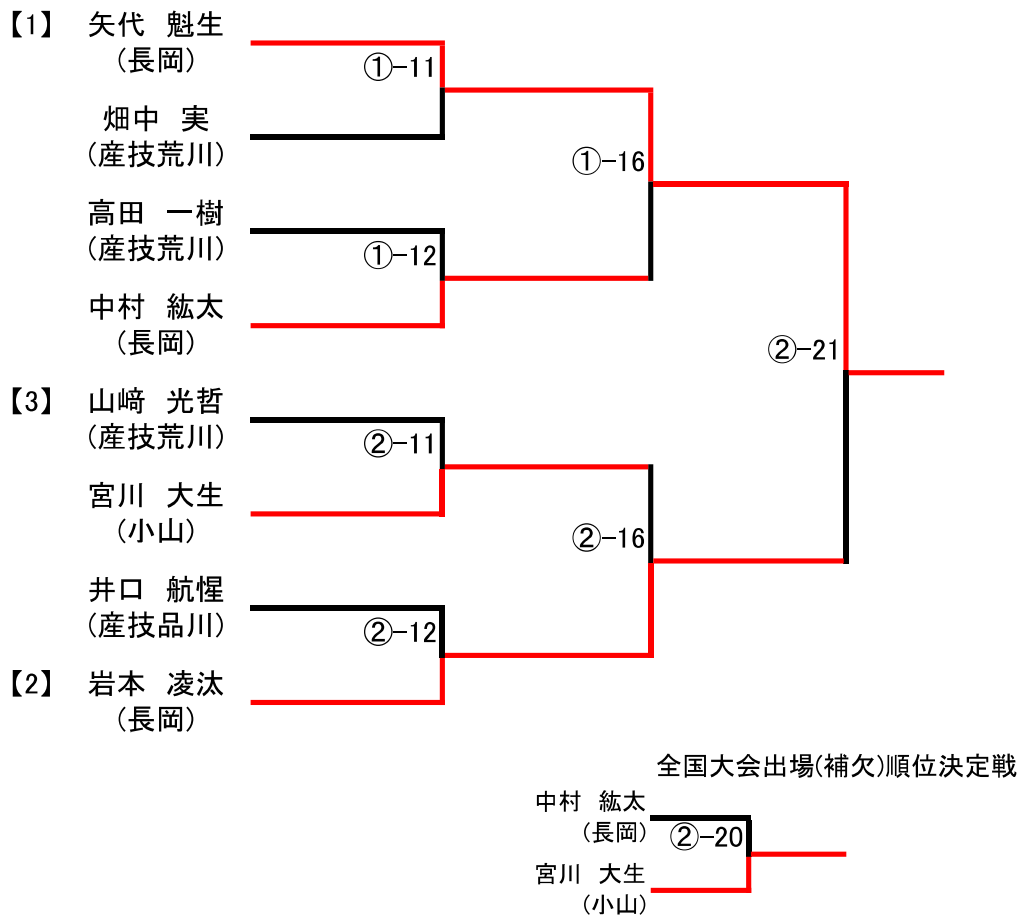 【1】 矢代 魁生
(長岡)
①-11
畑中 実
(産技荒川)
①-16
高田 一樹
(産技荒川)
①-12
中村 紘太
(長岡)
②-21
【3】 山﨑 光哲
(産技荒川)
②-11
宮川 大生
(小山)
②-16
井口 航惺
(産技品川)
②-12
【2】 岩本 凌汰
(長岡)
全国大会出場(補欠)順位決定戦
中村 紘太
(長岡)
②-20
宮川 大生
(小山)